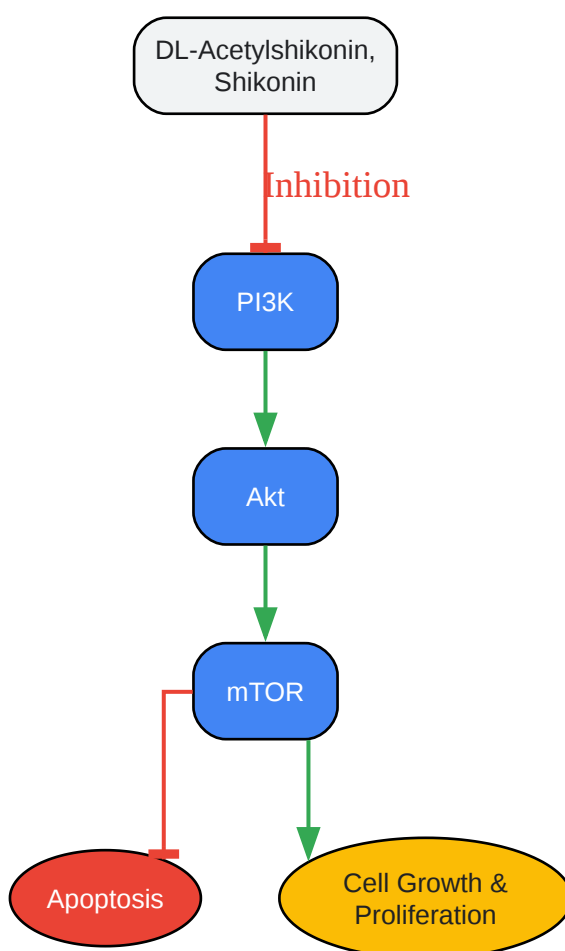 DL-Acetylshikonin,
Shikonin
Inhibition
PI3K
Akt
mTOR
Apoptosis
Cell Growth &
Proliferation